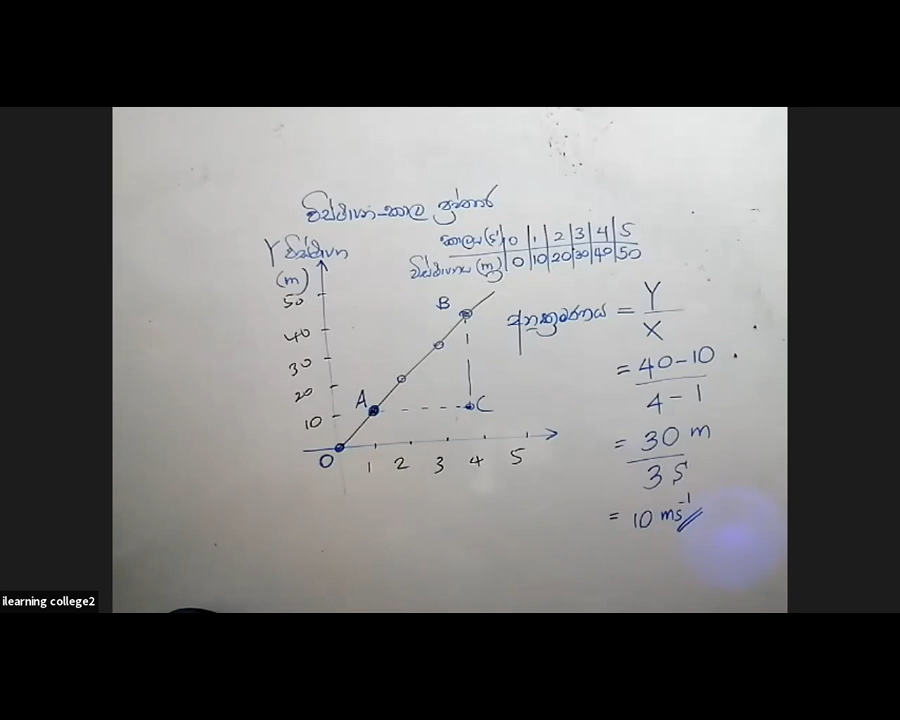 විස්ථාපන-කාල ප්‍රස්තාර
කාලය (s) 0 1 2 3 4 5
විස්ථාපනය (m) 0 10 20 30 40 50
Y විස්ථාපන
(m)
50
40
30
20
10
O 1 2 3 4 5
A
B
C
අනුක්‍රමණය = Y
X
= 40-10
4-1
= 30 m
3 s
= 10 ms⁻¹
ilearning college2